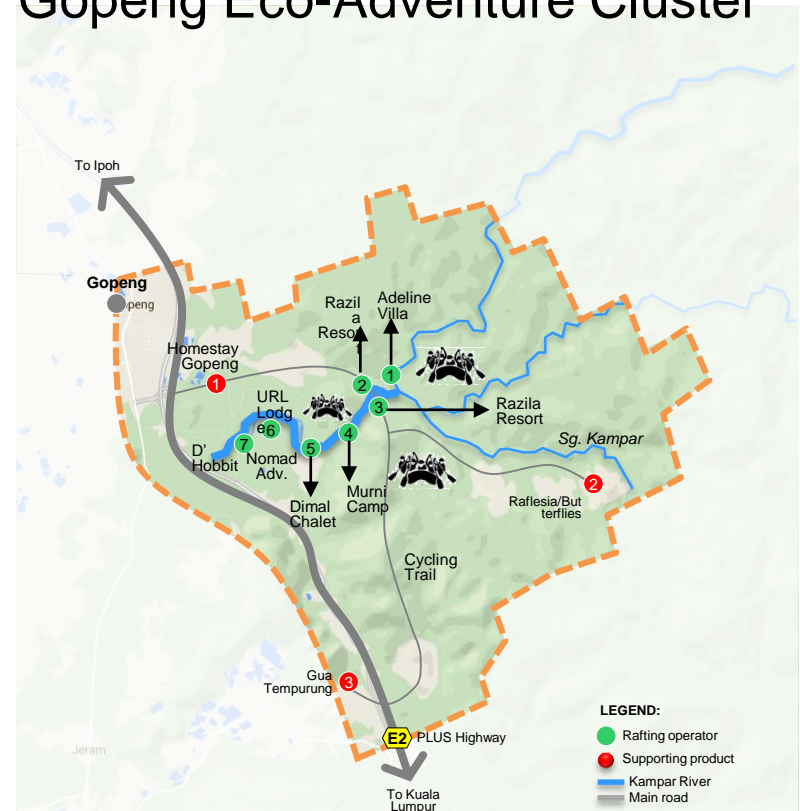 Gopeng Eco-Adventure Cluster
To Ipoh
Gopeng
peng
Razil
a
Resor
t
Adeline
Villa
Homestay
Gopeng
1
2
1
3
Razila
Resort
URL
Lodg
e
6
7
5
4
D'
Hobbit
Nomad
Adv.
Sg. Kampar
2
Raflesia/But
terflies
Dimal
Chalet
Murni
Camp
Cycling
Trail
Gua
Tempurung
3
E2
PLUS Highway
Jeram
To Kuala
Lumpur
LEGEND:
Rafting operator
Supporting product
Kampar River
Main road